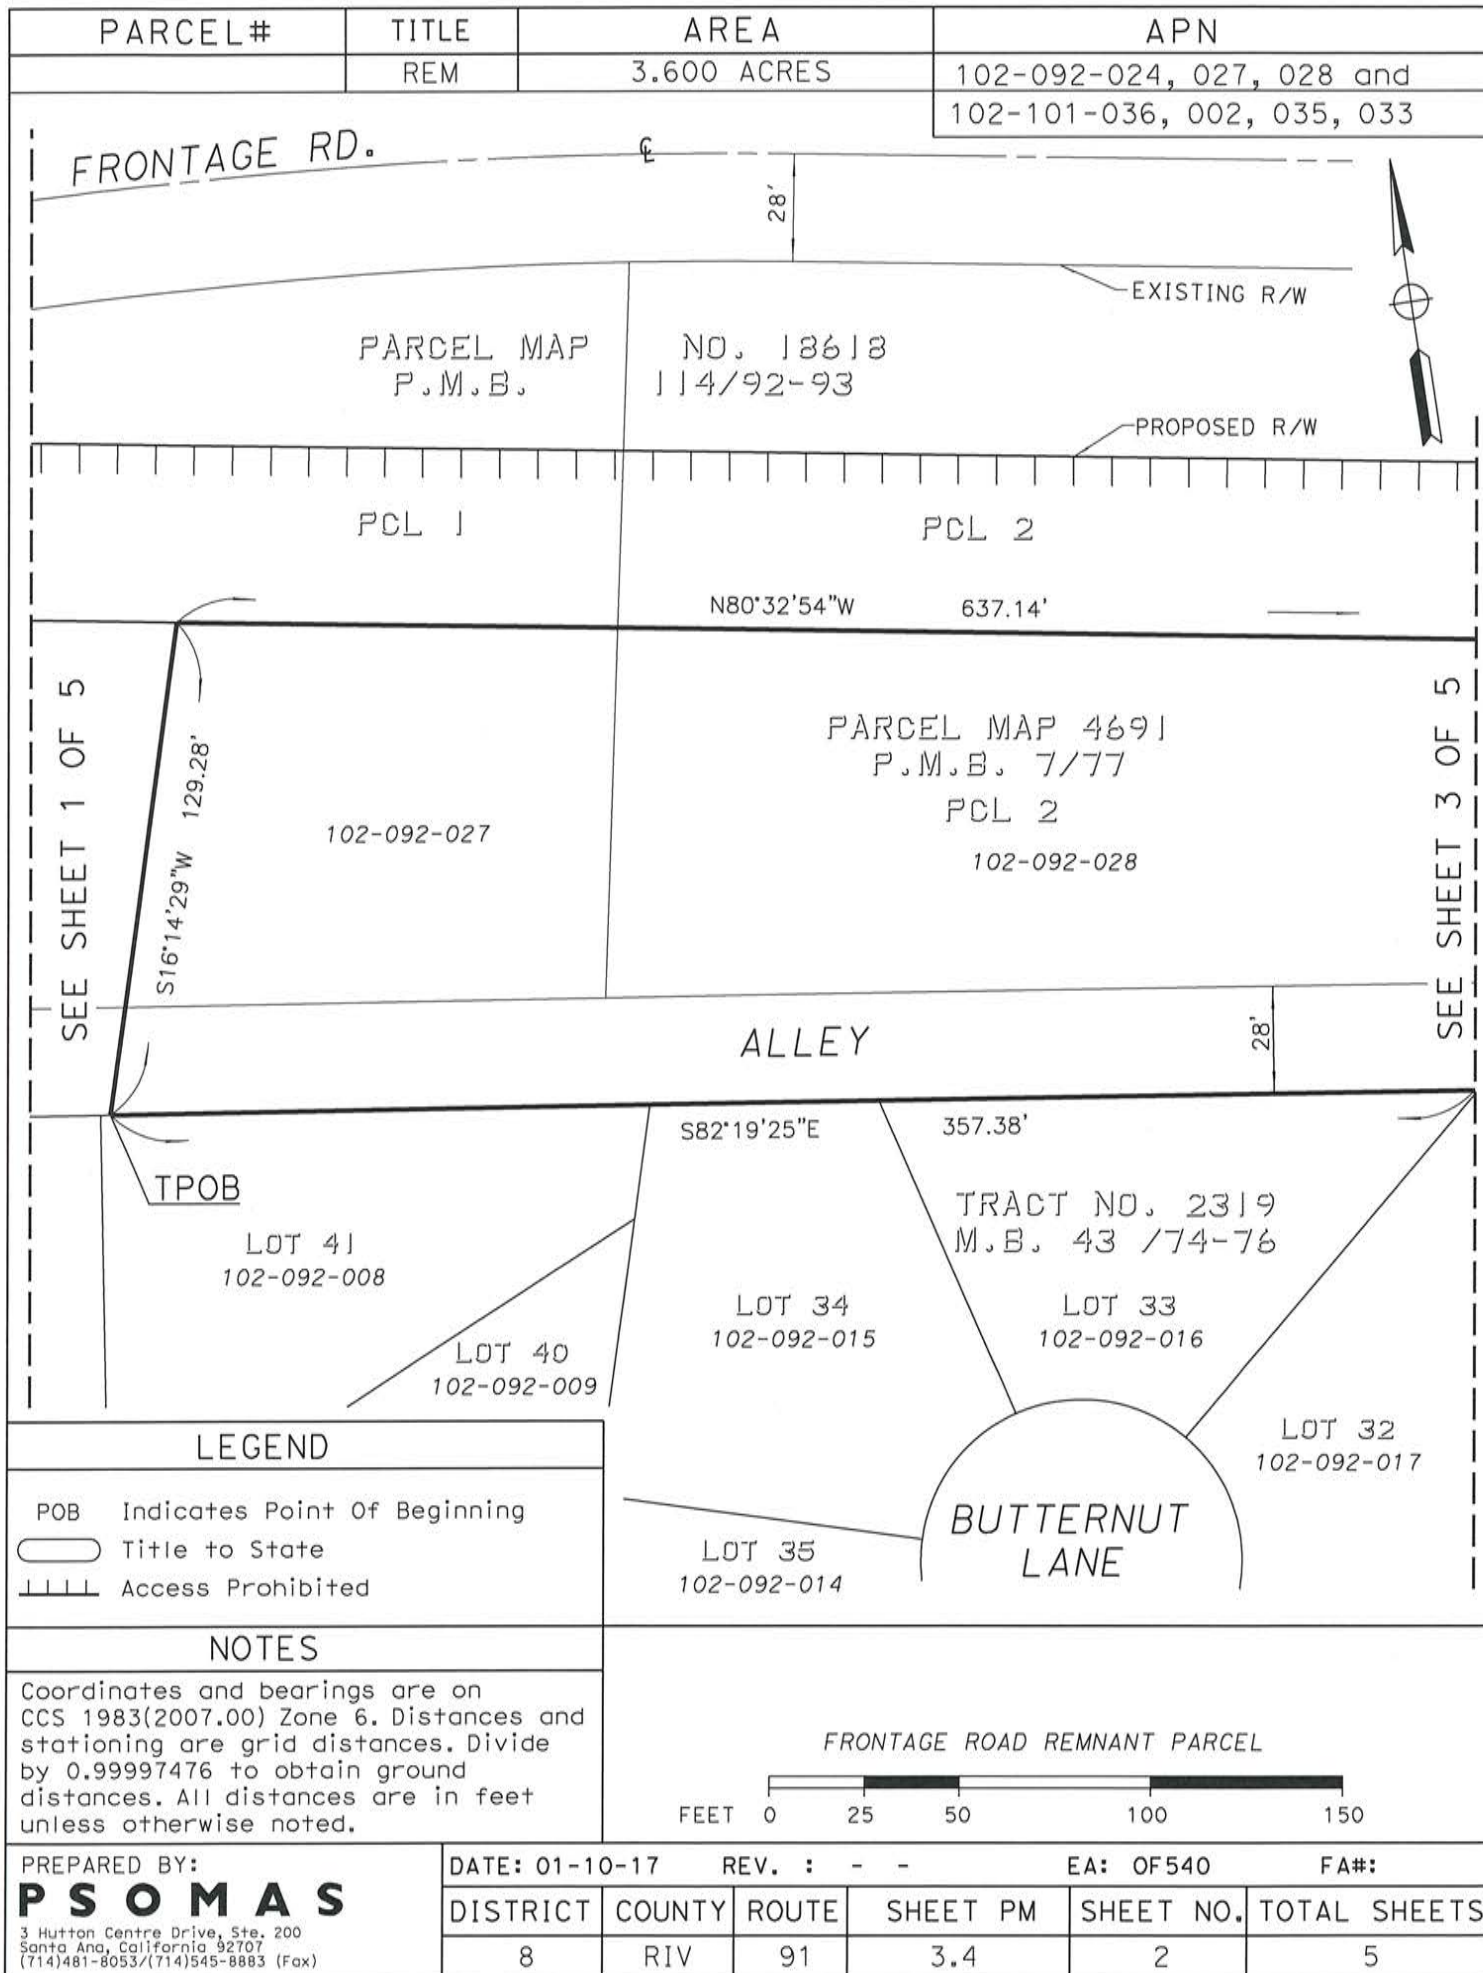 PARCEL# TITLE AREA APN
REM 3.600 ACRES 102-092-024, 027, 028 and
102-101-036, 002, 035, 033
FRONTAGE RD.
℄
28'
EXISTING R/W
PARCEL MAP NO. 18618
P.M.B. 114/92-93
PROPOSED R/W
PCL 1
PCL 2
N80°32'54"W 637.14'
SEE SHEET 1 OF 5
S16°14'29"W 129.28'
102-092-027
PARCEL MAP 4691
P.M.B. 7/77
PCL 2
102-092-028
SEE SHEET 3 OF 5
ALLEY
28'
S82°19'25"E 357.38'
TPOB
LOT 41
102-092-008
TRACT NO. 2319
M.B. 43 /74-76
LOT 40
102-092-009
LOT 34
102-092-015
LOT 33
102-092-016
LOT 32
102-092-017
LOT 35
102-092-014
BUTTERNUT
LANE
LEGEND
POB Indicates Point Of Beginning
Title to State
Access Prohibited
NOTES
Coordinates and bearings are on
CCS 1983(2007.00) Zone 6. Distances and
stationing are grid distances. Divide
by 0.99997476 to obtain ground
distances. All distances are in feet
unless otherwise noted.
FRONTAGE ROAD REMNANT PARCEL
FEET 0 25 50 100 150
PREPARED BY:
PSOMAS
3 Hutton Centre Drive, Ste. 200
Santa Ana, California 92707
(714)481-8053/(714)545-8883 (Fax)
DATE: 01-10-17 REV. : - - EA: 0F540 FA#:
DISTRICT COUNTY ROUTE SHEET PM SHEET NO. TOTAL SHEETS
8 RIV 91 3.4 2 5